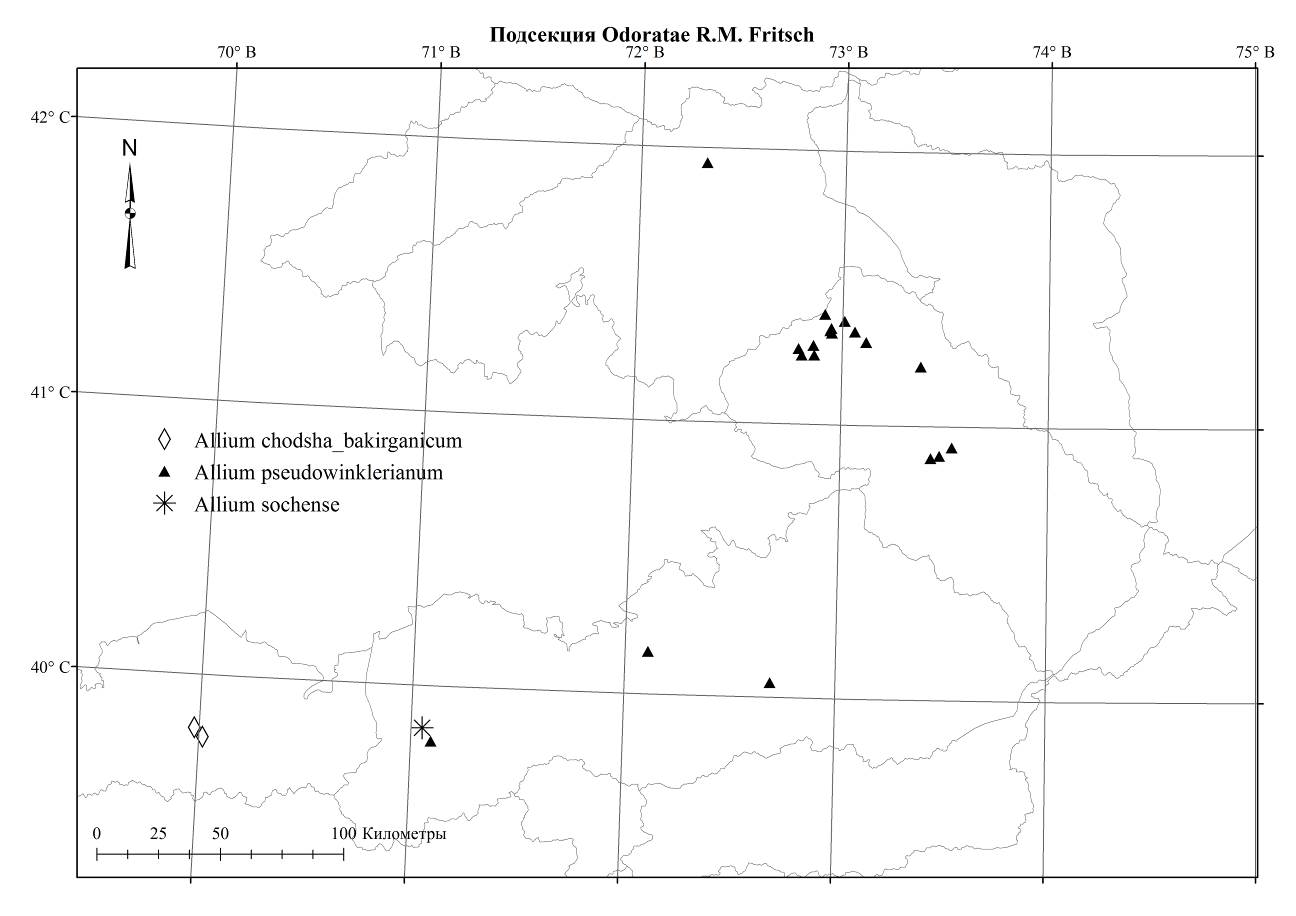 Подсекция Odoratae R.M. Fritsch
70° В 71° В 72° В 73° В 74° В 75° В
42° С
N
41° С
Allium chodsha_bakirganicum
Allium pseudowinklerianum
Allium sochense
40° С
0 25 50 100 Километры